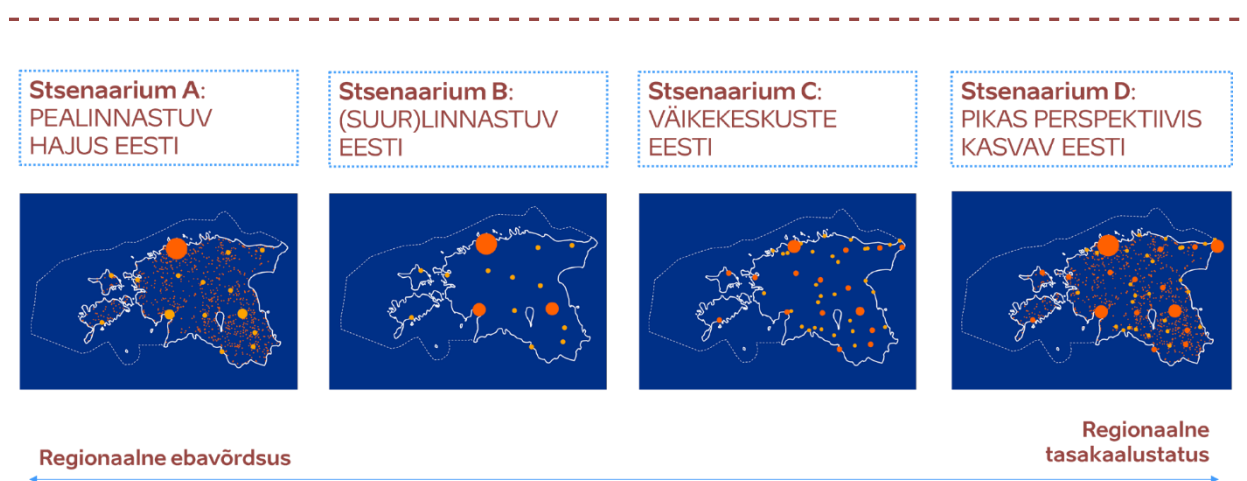 Stsenaarium A:
PEALINNASTUV
HAJUS EESTI
Stsenaarium B:
(SUUR)LINNASTUV
EESTI
Stsenaarium C:
VÄIKEKESKUSTE
EESTI
Stsenaarium D:
PIKAS PERSPEKTIIVIS
KASVAV EESTI
Regionaalne ebavõrdsus
Regionaalne
tasakaalustatus